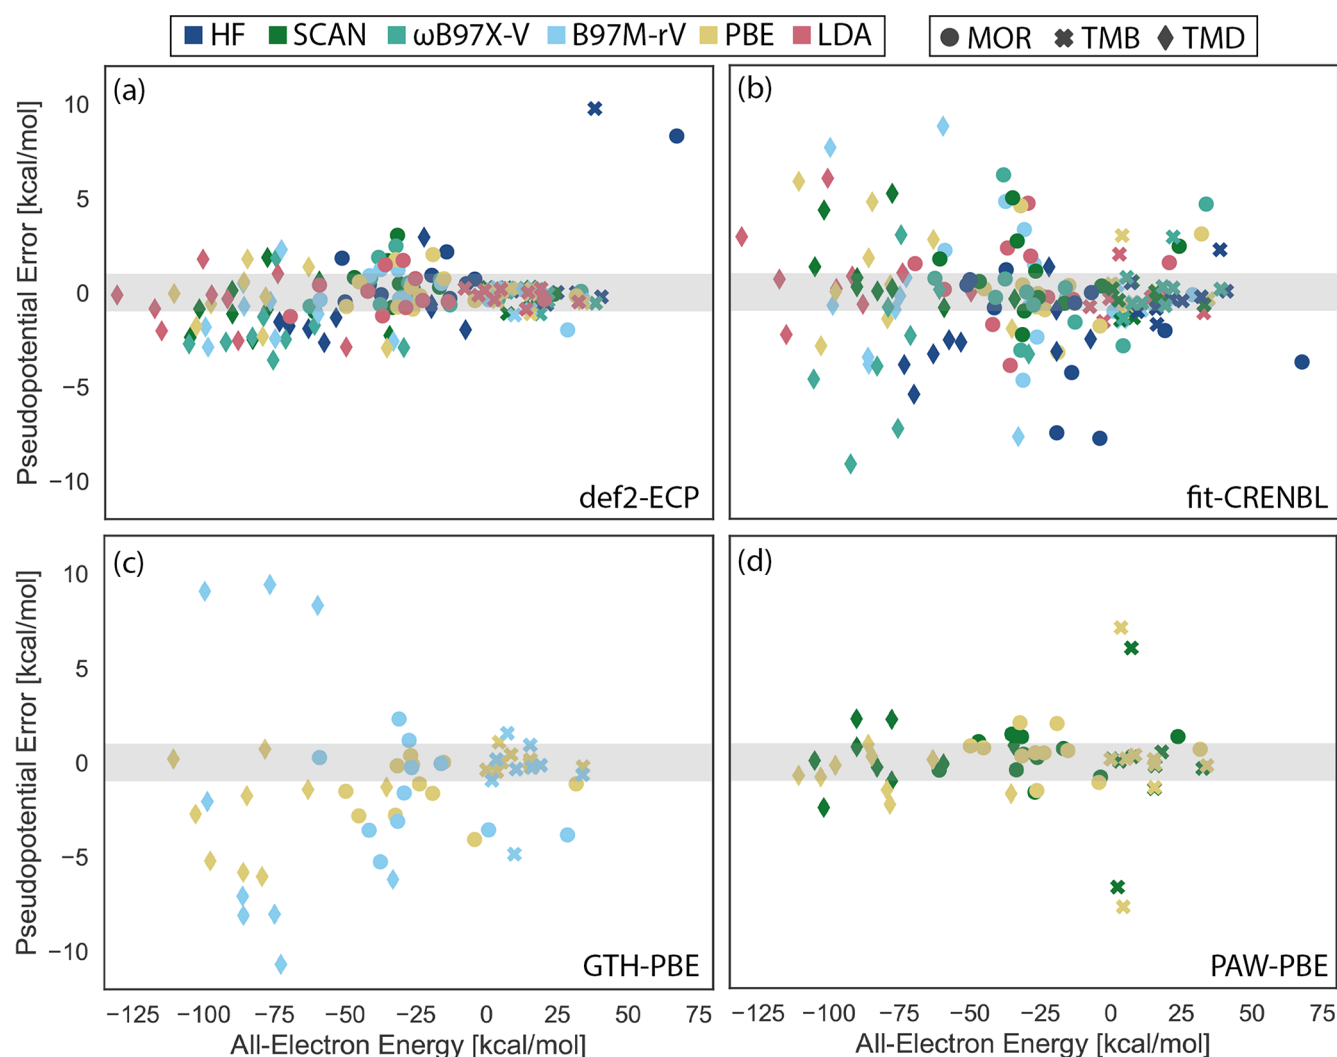 HF SCAN ωB97X-V B97M-rV PBE LDA MOR TMB TMD
(a)
10
5
0
−5
−10
Pseudopotential Error [kcal/mol]
def2-ECP
(b)
fit-CRENBL
(c)
10
5
0
−5
−10
Pseudopotential Error [kcal/mol]
GTH-PBE
(d)
PAW-PBE
−125 −100 −75 −50 −25 0 25 50 75
All-Electron Energy [kcal/mol]
−125 −100 −75 −50 −25 0 25 50 75
All-Electron Energy [kcal/mol]